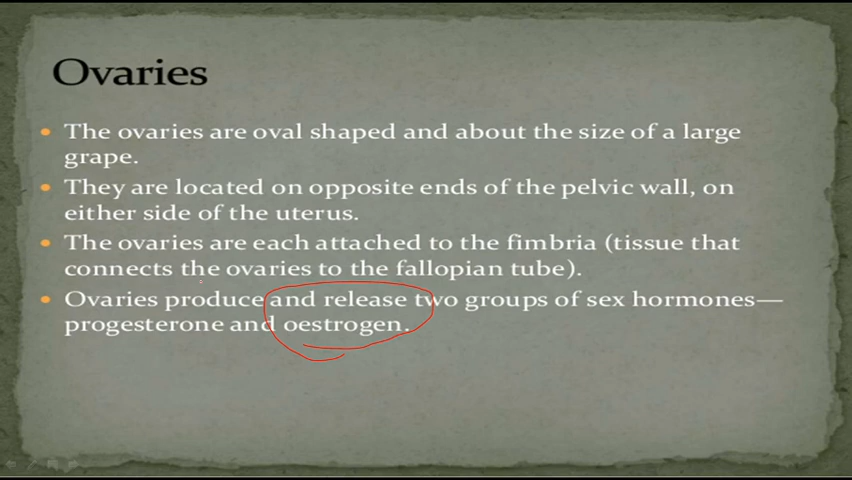 Ovaries
• The ovaries are oval shaped and about the size of a large
grape.
• They are located on opposite ends of the pelvic wall, on
either side of the uterus.
• The ovaries are each attached to the fimbria (tissue that
connects the ovaries to the fallopian tube).
• Ovaries produce and release two groups of sex hormones—
progesterone and oestrogen.